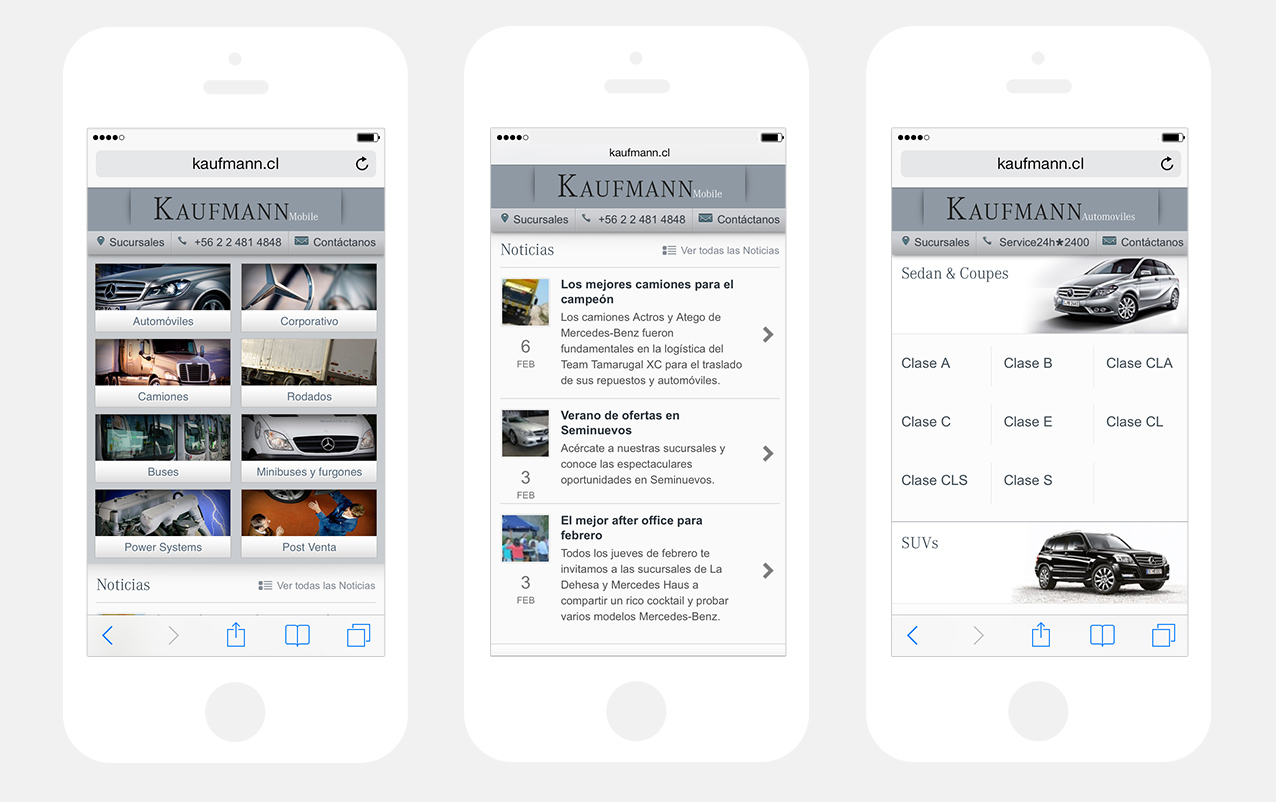 kaufmann.cl
KAUFMANN Mobile
Sucursales +56 2 2 481 4848 Contáctanos
Automóviles Corporativo
Camiones Rodados
Buses Minibuses y furgones
Power Systems Post Venta
Noticias Ver todas las Noticias
kaufmann.cl
KAUFMANN Mobile
Sucursales +56 2 2 481 4848 Contáctanos
Noticias Ver todas las Noticias
Los mejores camiones para el
campeón
Los camiones Actros y Atego de
Mercedes-Benz fueron
fundamentales en la logística del
Team Tamarugal XC para el traslado
de sus repuestos y automóviles.
6
FEB
Verano de ofertas en
Seminuevos
Acércate a nuestras sucursales y
conoce las espectaculares
oportunidades en Seminuevos.
3
FEB
El mejor after office para
febrero
Todos los jueves de febrero te
invitamos a las sucursales de La
Dehesa y Mercedes Haus a
compartir un rico cocktail y probar
varios modelos Mercedes-Benz.
3
FEB
kaufmann.cl
KAUFMANN Automoviles
Sucursales Service24h★2400 Contáctanos
Sedan & Coupes
Clase A Clase B Clase CLA
Clase C Clase E Clase CL
Clase CLS Clase S
SUVs